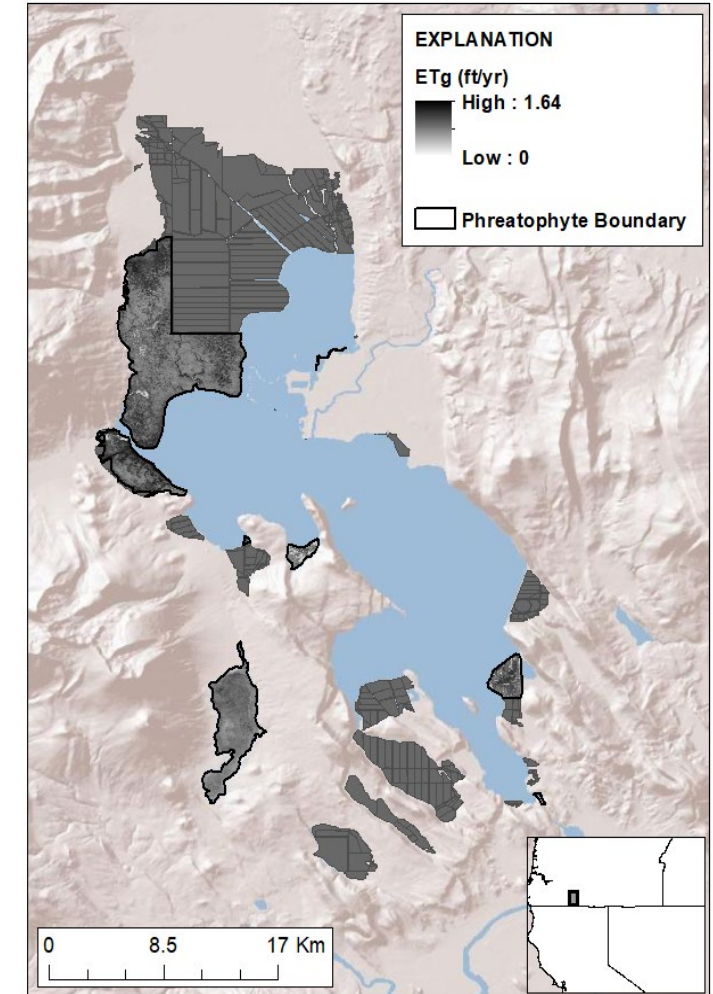 EXPLANATION
ETg (ft/yr)
High : 1.64
Low : 0
Phreatophyte Boundary
0 8.5 17 Km